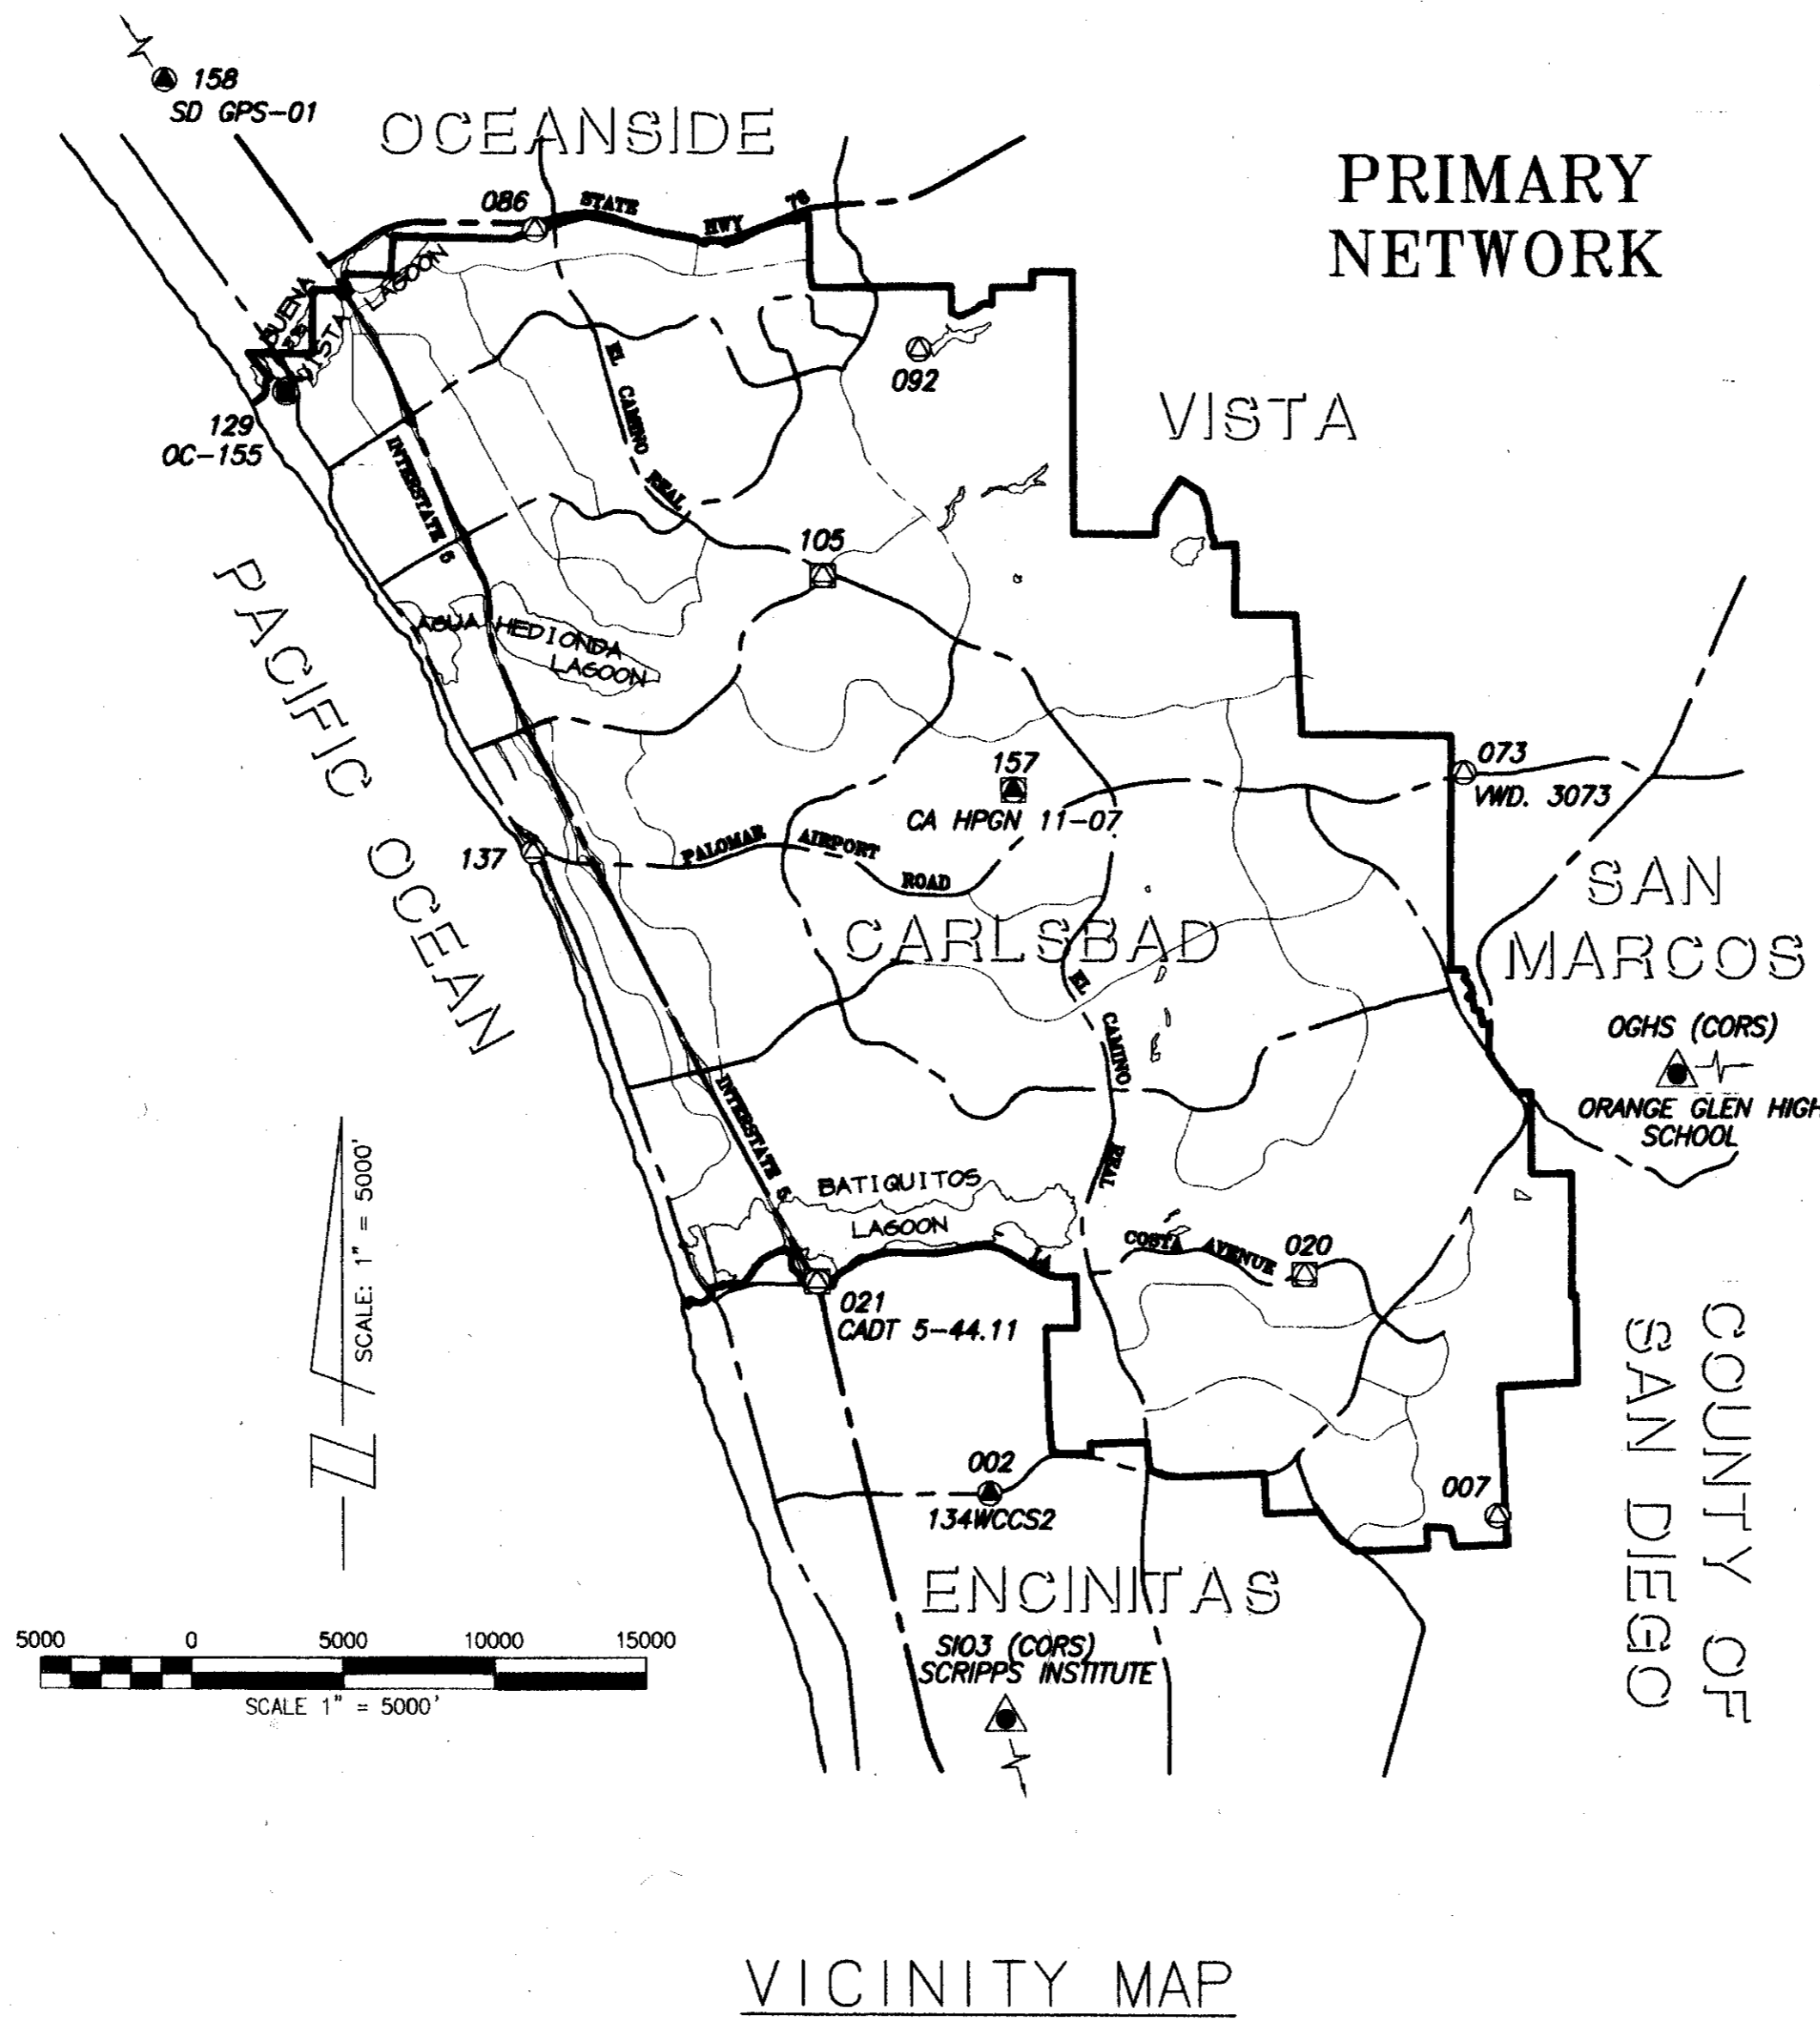 158
SD GPS-01
OCEANSIDE
PRIMARY
NETWORK
086
STATE
HWY
78
BUENA
VISTA
LAGOON
092
VISTA
129
OC-155
EL
CAMINO
REAL
INTERSTATE 5
105
PACIFIC OCEAN
AGUA HEDIONDA
LAGOON
157
CA HPGN 11-07
073
VWD. 3073
137
PALOMAR
AIRPORT
ROAD
CARLSBAD
SAN
MARCOS
EL
CAMINO
REAL
OGHS (CORS)
ORANGE GLEN HIGH
SCHOOL
INTERSTATE 5
BATIQUITOS
LAGOON
LA
COSTA
AVENUE
020
021
CADT 5-44.11
SCALE: 1" = 5000'
COUNTY OF
SAN DIEGO
002
134WCCS2
007
ENCINITAS
SIO3 (CORS)
SCRIPPS INSTITUTE
5000 0 5000 10000 15000
SCALE 1" = 5000'
VICINITY MAP